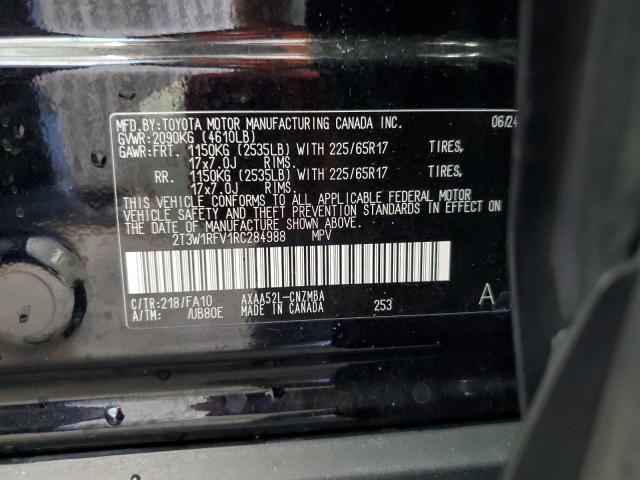 MFD.BY:TOYOTA MOTOR MANUFACTURING CANADA INC. 06/24
GVWR:2090KG (4610LB)
GAWR:FRT. 1150KG (2535LB) WITH 225/65R17 TIRES,
17x7.0J RIMS.
RR. 1150KG (2535LB) WITH 225/65R17 TIRES,
17x7.0J RIMS.
THIS VEHICLE CONFORMS TO ALL APPLICABLE FEDERAL MOTOR
VEHICLE SAFETY AND THEFT PREVENTION STANDARDS IN EFFECT ON
THE DATE OF MANUFACTURE SHOWN ABOVE.
2T3W1RFV1RC284988 MPV
C/TR:218/FA10 AXAA52L-CNZMBA 253 A
A/TM: /UB80E MADE IN CANADA